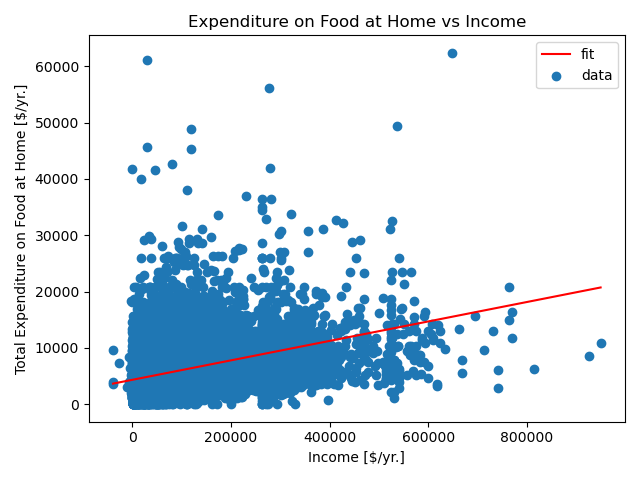 Expenditure on Food at Home vs Income
fit
data
60000
50000
40000
30000
20000
10000
0
Total Expenditure on Food at Home [$/yr.]
0 200000 400000 600000 800000
Income [$/yr.]